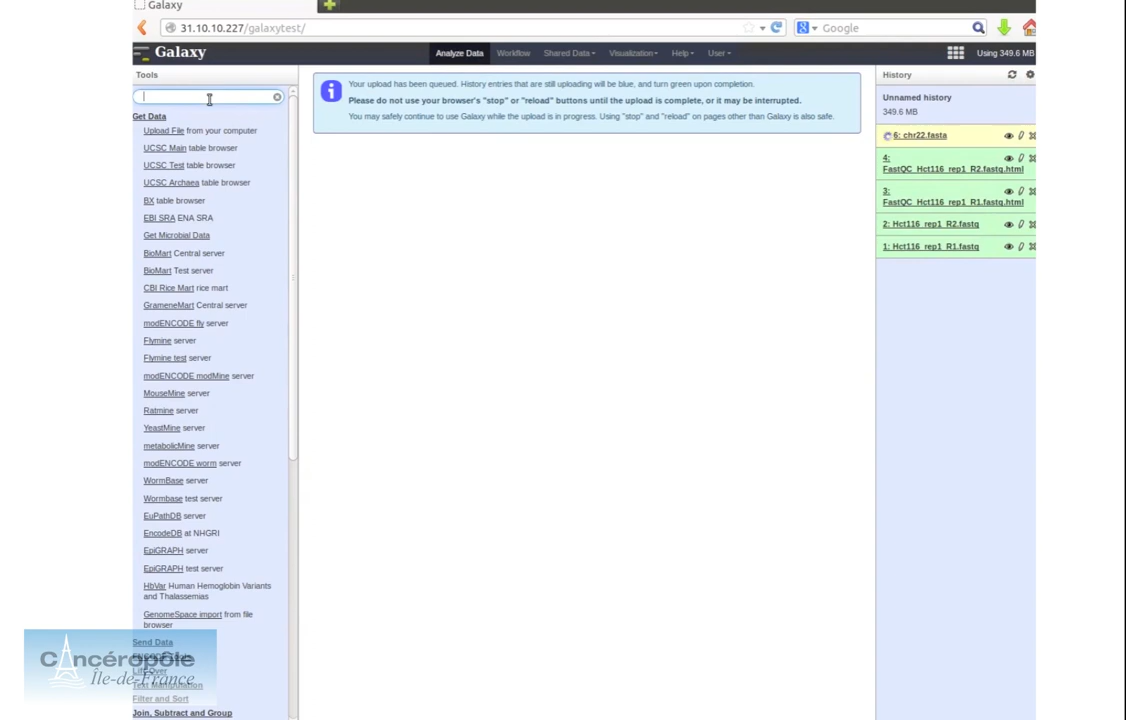 Galaxy
31.10.10.227/galaxytest/
Google
Galaxy
Analyze Data
Workflow
Shared Data
Visualization
Help
User
Using 349.6 MB
Tools
Get Data
Upload File from your computer
UCSC Main table browser
UCSC Test table browser
UCSC Archaea table browser
BX table browser
EBI SRA ENA SRA
Get Microbial Data
BioMart Central server
BioMart Test server
CBI Rice Mart rice mart
GrameneMart Central server
modENCODE fly server
Flymine server
Flymine test server
modENCODE modMine server
MouseMine server
Ratmine server
YeastMine server
metabolicMine server
modENCODE worm server
WormBase server
Wormbase test server
EuPathDB server
EncodeDB at NHGRI
EpiGRAPH server
EpiGRAPH test server
HbVar Human Hemoglobin Variants
and Thalassemias
GenomeSpace import from file
browser
Send Data
ENCODE Tools
Lift-Over
Text Manipulation
Filter and Sort
Join, Subtract and Group
Your upload has been queued. History entries that are still uploading will be blue, and turn green upon completion.
Please do not use your browser's "stop" or "reload" buttons until the upload is complete, or it may be interrupted.
You may safely continue to use Galaxy while the upload is in progress. Using "stop" and "reload" on pages other than Galaxy is also safe.
History
Unnamed history
349.6 MB
6: chr22.fasta
4:
FastQC_Hct116_rep1_R2.fastq.html
3:
FastQC_Hct116_rep1_R1.fastq.html
2: Hct116_rep1_R2.fastq
1: Hct116_rep1_R1.fastq
Cancéropôle
Île-de-France